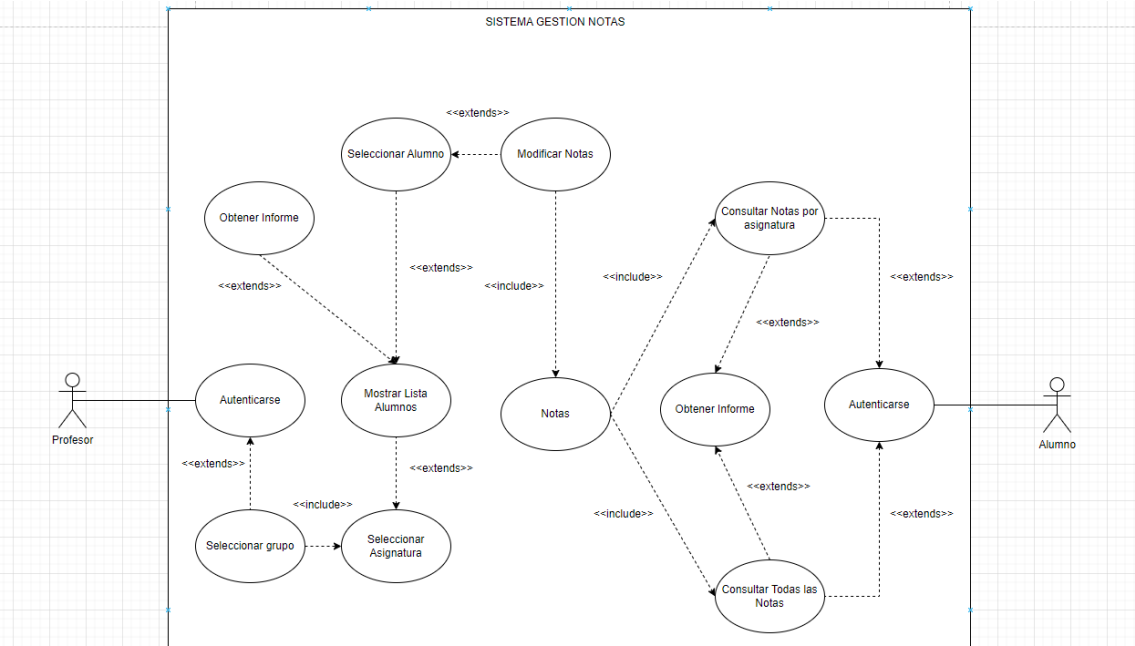 SISTEMA GESTION NOTAS
<<extends>>
Seleccionar Alumno
Modificar Notas
Obtener Informe
Consultar Notas por
asignatura
<<extends>>
<<extends>>
<<include>>
<<include>>
<<extends>>
<<extends>>
Profesor
Autenticarse
Mostrar Lista
Alumnos
Notas
Obtener Informe
Autenticarse
Alumno
<<extends>>
<<extends>>
<<extends>>
<<include>>
<<include>>
<<extends>>
Seleccionar grupo
Seleccionar
Asignatura
Consultar Todas las
Notas